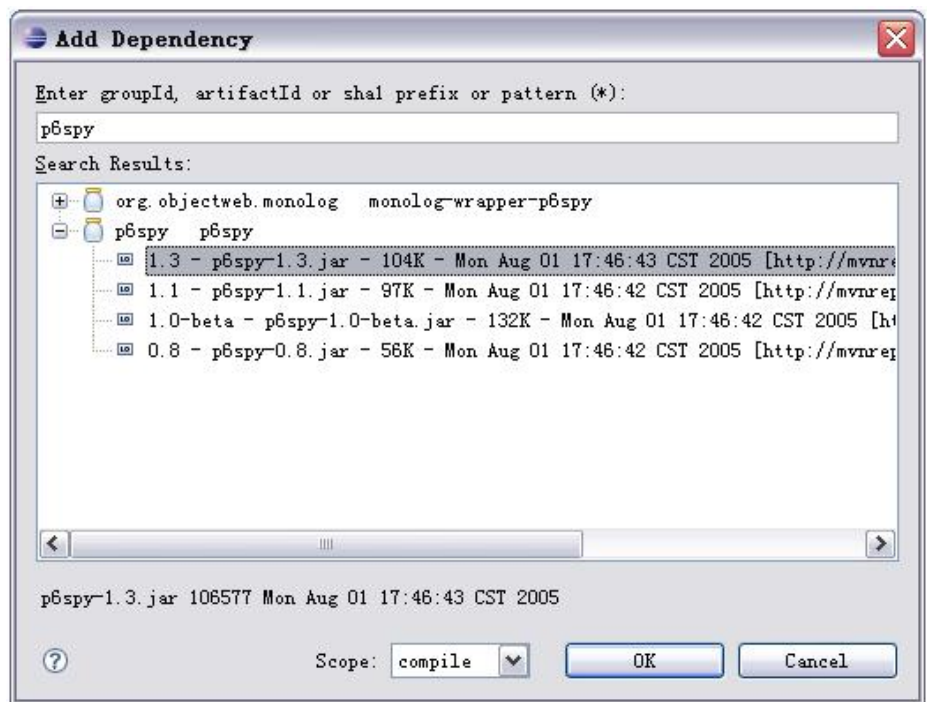 Add Dependency
Enter groupId, artifactId or sha1 prefix or pattern (*):
p6spy
Search Results:
org.objectweb.monolog monolog-wrapper-p6spy
p6spy p6spy
1.3 - p6spy-1.3.jar - 104K - Mon Aug 01 17:46:43 CST 2005 [http://mvnre
1.1 - p6spy-1.1.jar - 97K - Mon Aug 01 17:46:42 CST 2005 [http://mvnrep
1.0-beta - p6spy-1.0-beta.jar - 132K - Mon Aug 01 17:46:42 CST 2005 [ht
0.8 - p6spy-0.8.jar - 56K - Mon Aug 01 17:46:42 CST 2005 [http://mvnrep
p6spy-1.3.jar 106577 Mon Aug 01 17:46:43 CST 2005
? Scope: compile OK Cancel